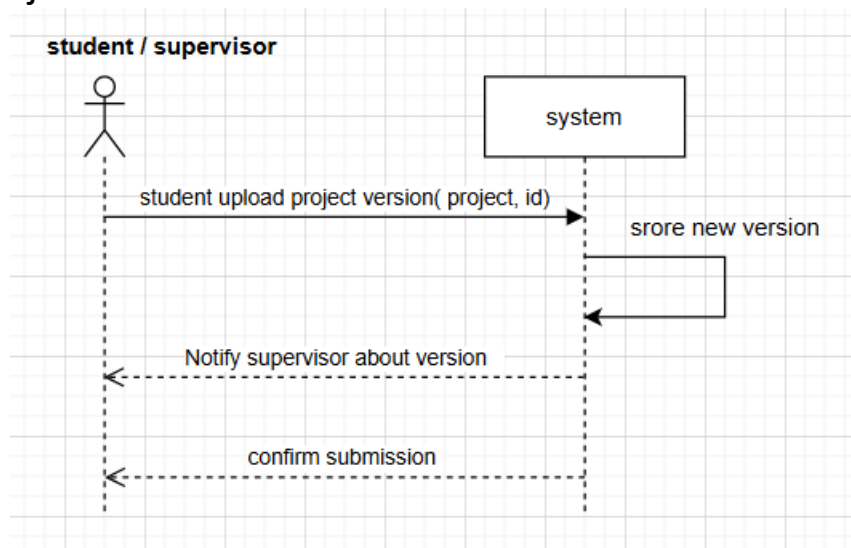 student / supervisor
system
student upload project version( project, id)
srore new version
Notify supervisor about version
confirm submission